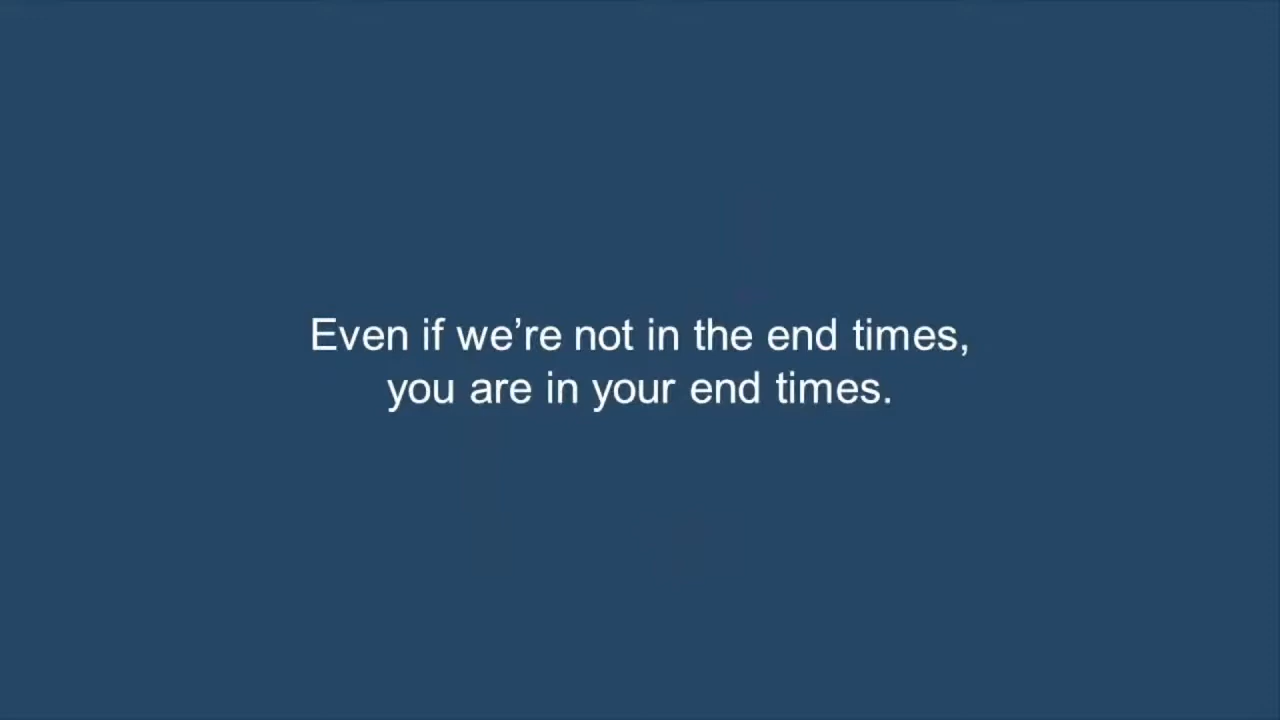 Even if we’re not in the end times,
you are in your end times.